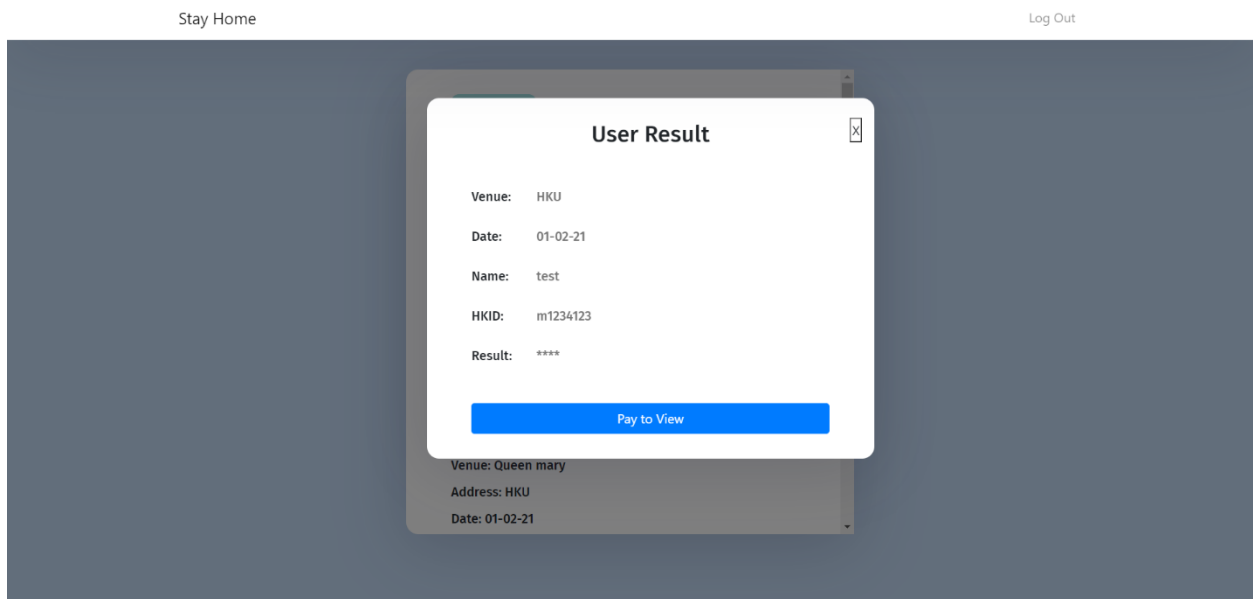 Stay Home
Log Out
User Result
X
Venue: HKU
Date: 01-02-21
Name: test
HKID: m1234123
Result: ****
Pay to View
Venue: Queen mary
Address: HKU
Date: 01-02-21